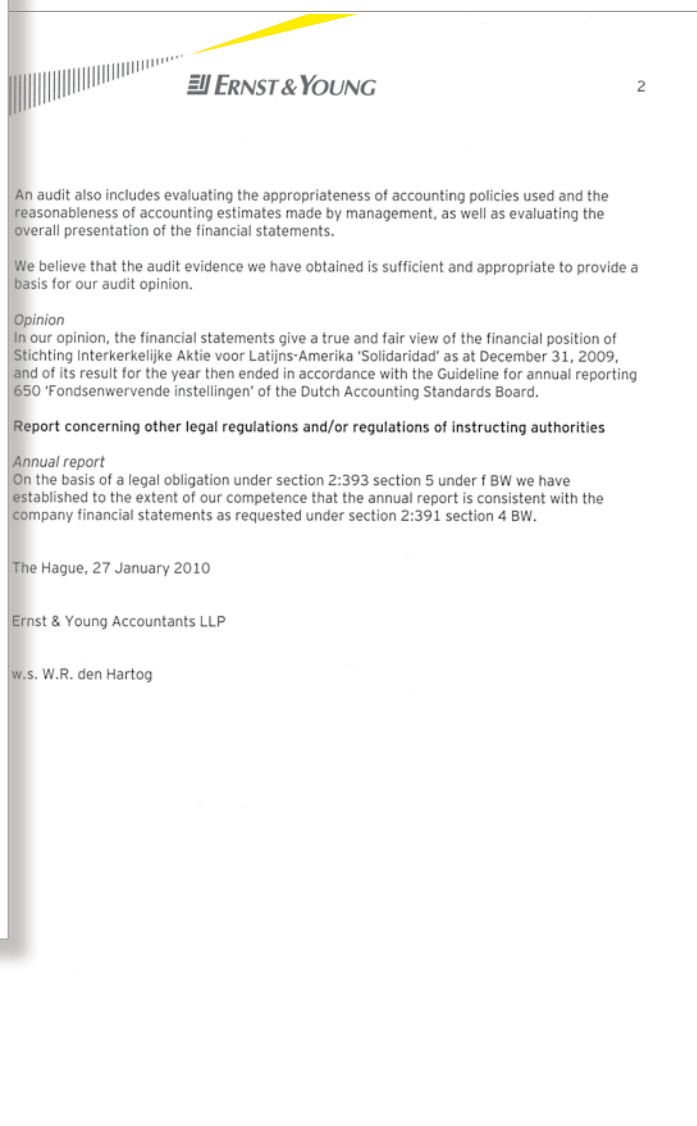 ERNST & YOUNG
2
An audit also includes evaluating the appropriateness of accounting policies used and the
reasonableness of accounting estimates made by management, as well as evaluating the
overall presentation of the financial statements.
We believe that the audit evidence we have obtained is sufficient and appropriate to provide a
basis for our audit opinion.
Opinion
In our opinion, the financial statements give a true and fair view of the financial position of
Stichting Interkerkelijke Aktie voor Latijns-Amerika ‘Solidaridad’ as at December 31, 2009,
and of its result for the year then ended in accordance with the Guideline for annual reporting
650 ‘Fondsenwervende instellingen’ of the Dutch Accounting Standards Board.
Report concerning other legal regulations and/or regulations of instructing authorities
Annual report
On the basis of a legal obligation under section 2:393 section 5 under f BW we have
established to the extent of our competence that the annual report is consistent with the
company financial statements as requested under section 2:391 section 4 BW.
The Hague, 27 January 2010
Ernst & Young Accountants LLP
w.s. W.R. den Hartog